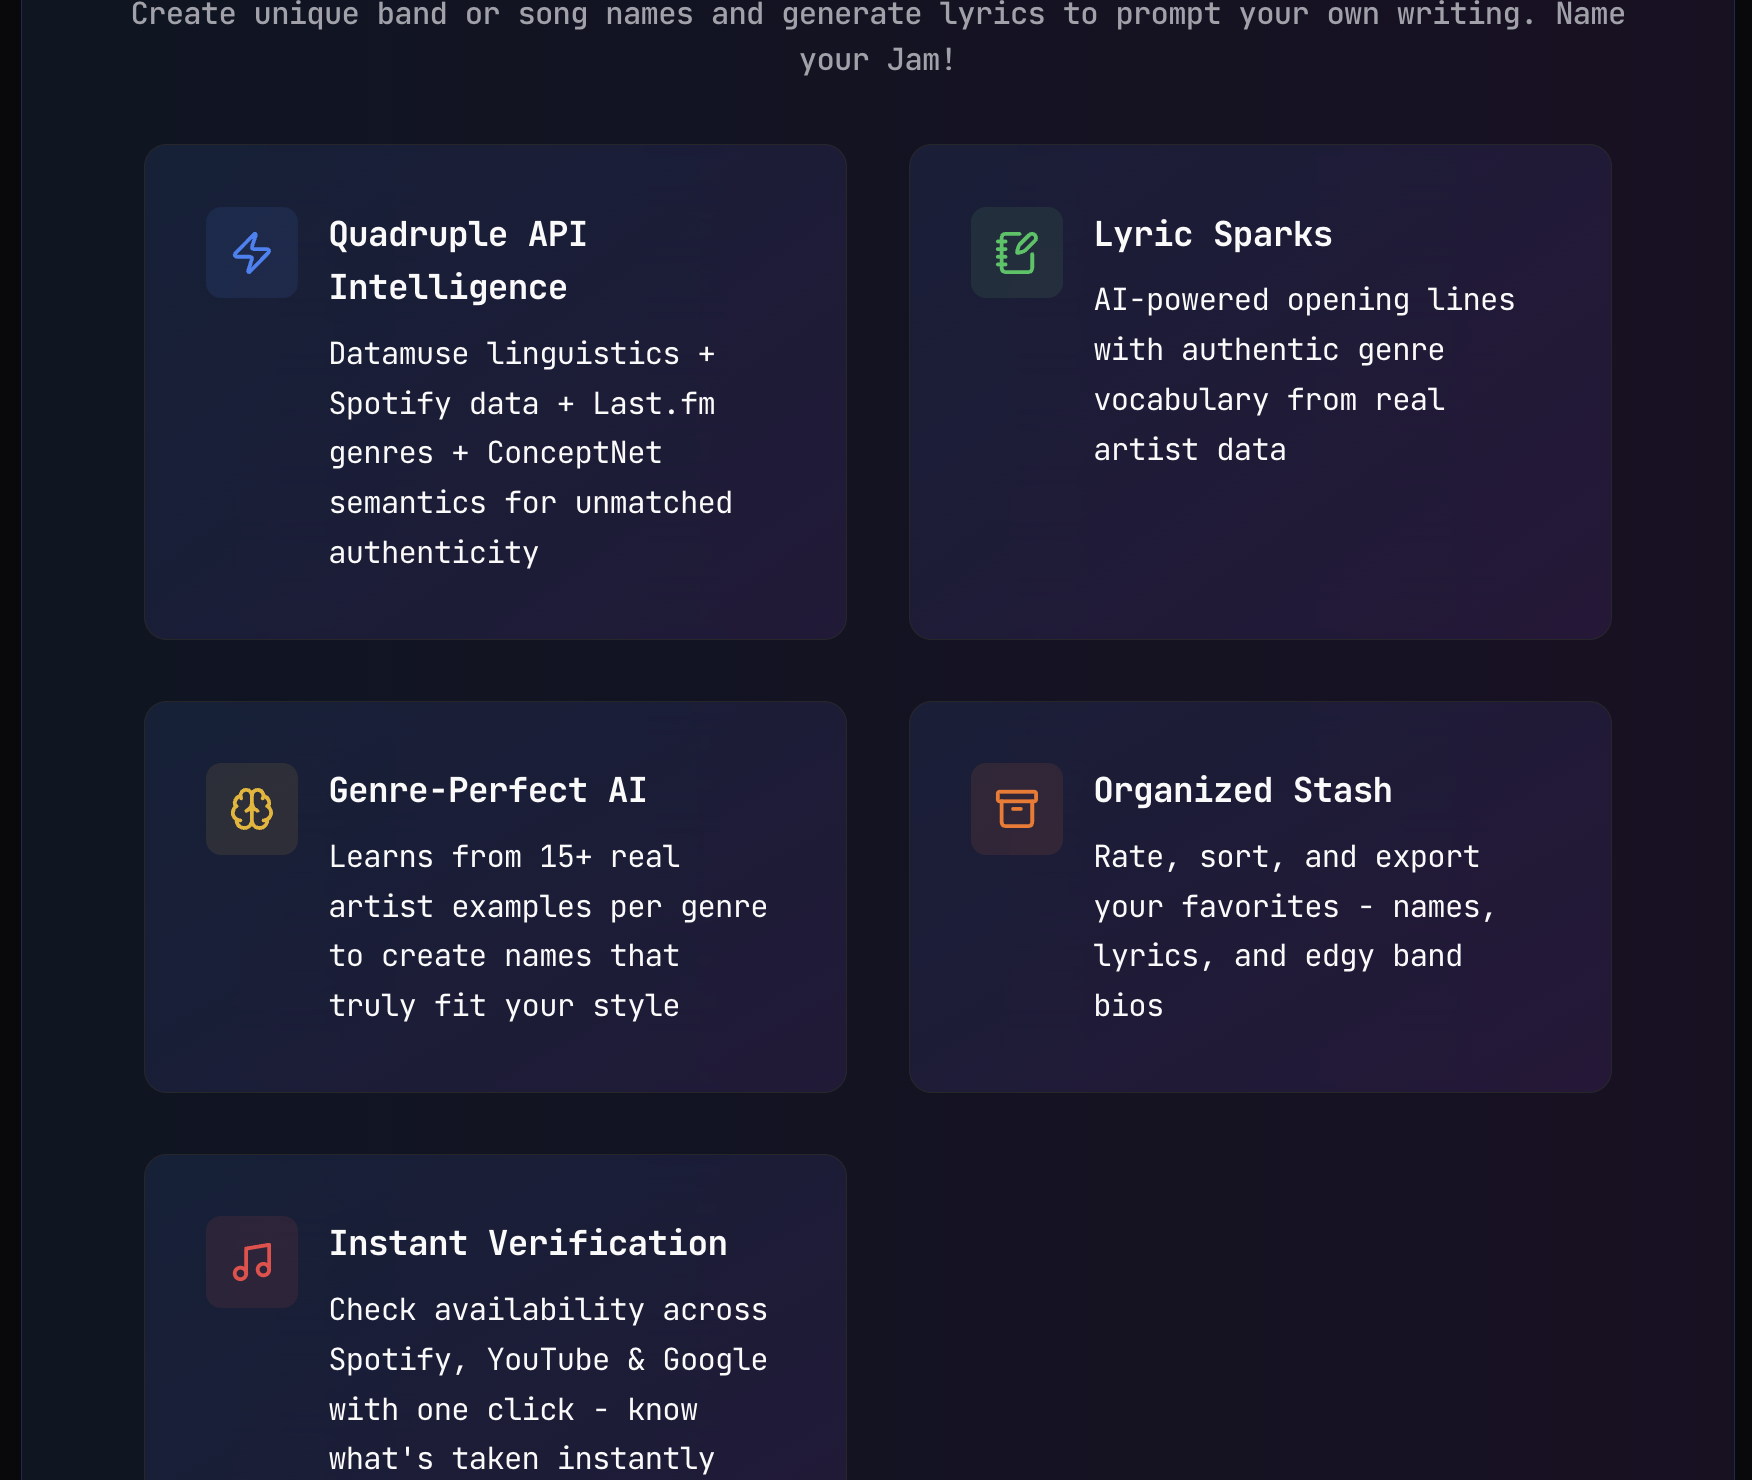 Create unique band or song names and generate lyrics to prompt your own writing. Name
your Jam!
Quadruple API
Intelligence
Datamuse linguistics +
Spotify data + Last.fm
genres + ConceptNet
semantics for unmatched
authenticity
Lyric Sparks
AI-powered opening lines
with authentic genre
vocabulary from real
artist data
Genre-Perfect AI
Learns from 15+ real
artist examples per genre
to create names that
truly fit your style
Organized Stash
Rate, sort, and export
your favorites - names,
lyrics, and edgy band
bios
Instant Verification
Check availability across
Spotify, YouTube & Google
with one click - know
what's taken instantly